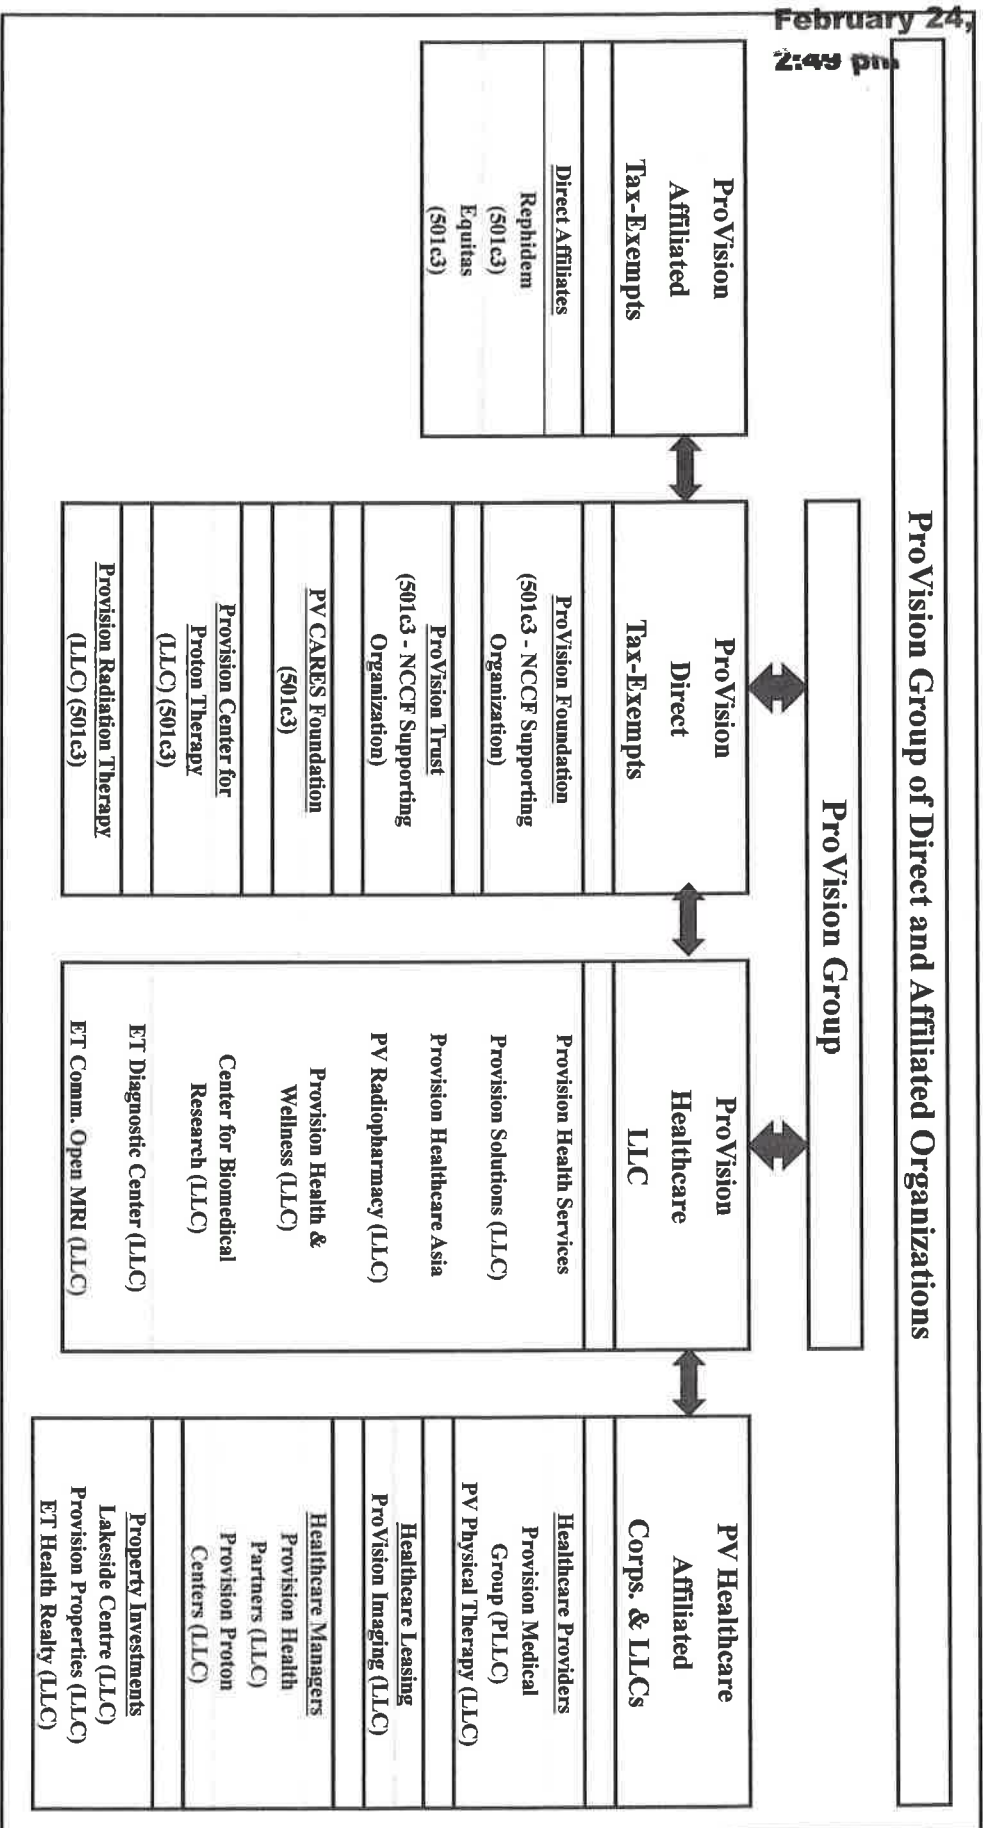 February 24,
2:49 pm
ProVision Group of Direct and Affiliated Organizations
ProVision Group
ProVision
Affiliated
Tax-Exempts
Direct Affiliates
Rephidem
(501c3)
Equitas
(501c3)
ProVision
Direct
Tax-Exempts
ProVision Foundation
(501c3 - NCCF Supporting
Organization)
ProVision Trust
(501c3 - NCCF Supporting
Organization)
PV CARES Foundation
(501c3)
Provision Center for
Proton Therapy
(LLC) (501c3)
Provision Radiation Therapy
(LLC) (501c3)
ProVision
Healthcare
LLC
Provision Health Services
Provision Solutions (LLC)
Provision Healthcare Asia
PV Radiopharmacy (LLC)
Provision Health &
Wellness (LLC)
Center for Biomedical
Research (LLC)
ET Diagnostic Center (LLC)
ET Comm. Open MRI (LLC)
PV Healthcare
Affiliated
Corps. & LLCs
Healthcare Providers
Provision Medical
Group (PLLC)
PV Physical Therapy (LLC)
Healthcare Leasing
ProVision Imaging (LLC)
Healthcare Managers
Provision Health
Partners (LLC)
Provision Proton
Centers (LLC)
Property Investments
Lakeside Centre (LLC)
Provision Properties (LLC)
ET Health Realty (LLC)